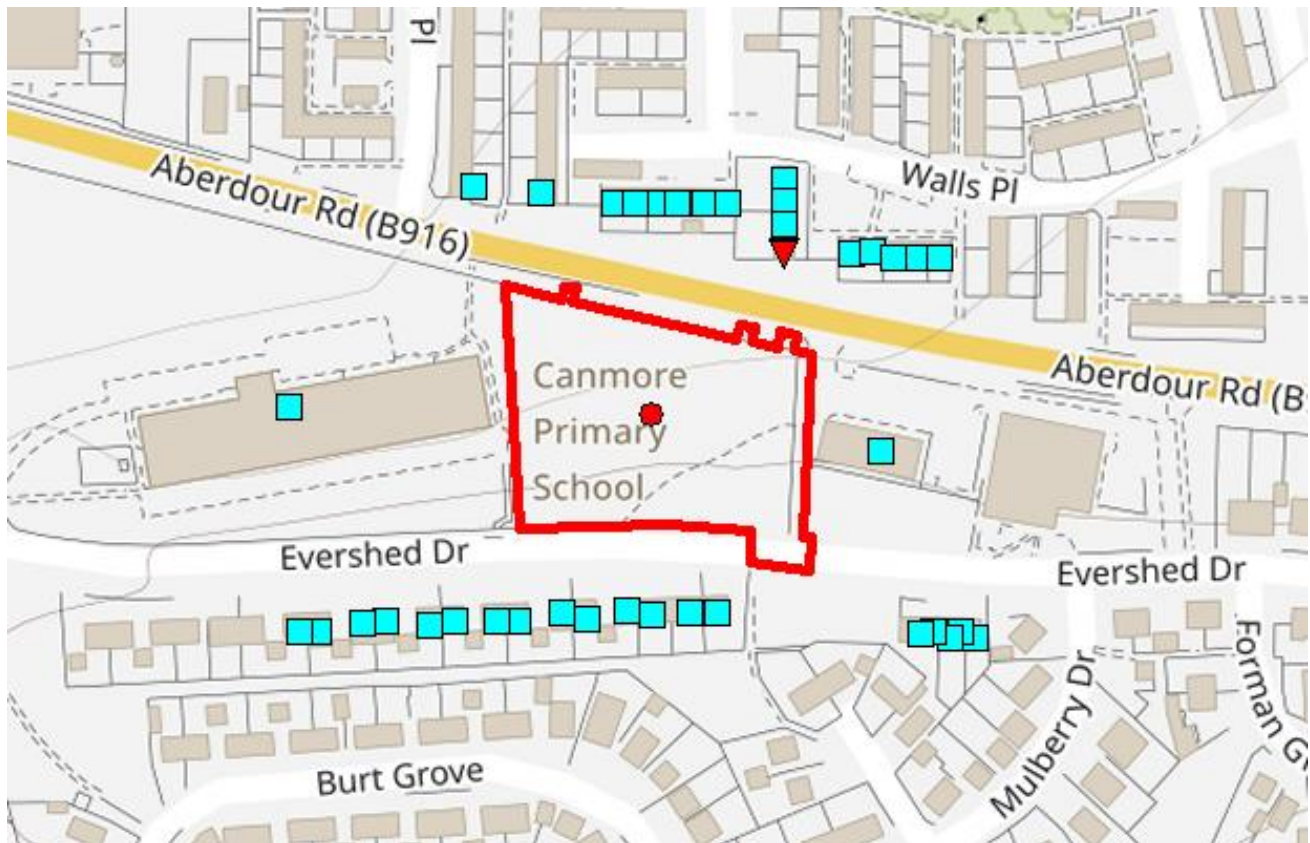 Pl
Aberdour Rd (B916)
Walls Pl
Canmore
Primary
School
Aberdour Rd (B
Evershed Dr
Evershed Dr
Mulberry Dr
Forman G
Burt Grove